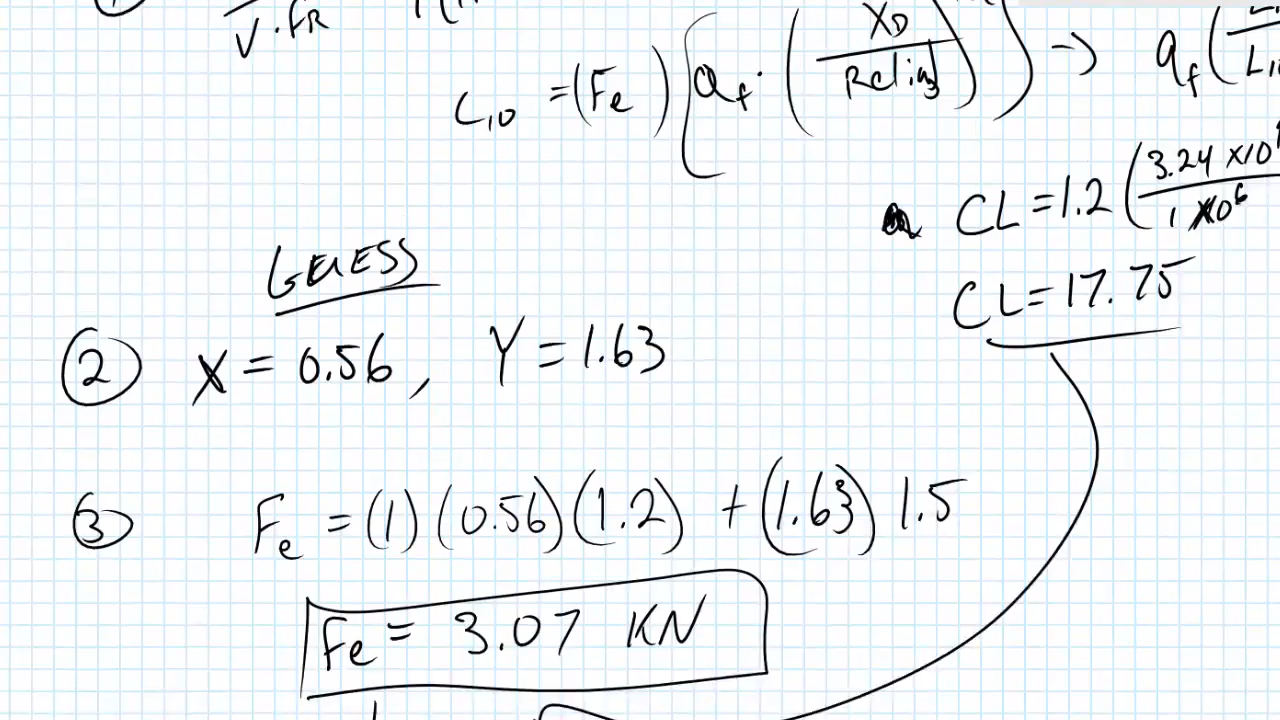 V·FR
C10 = (Fe) [af · (XD / Reliag) ) → af (
CL = 1.2 (3.24 x10 / 1 x10^6
CL = 17.75
GUESS
② X = 0.56, Y = 1.63
③ Fe = (1)(0.56)(1.2) + (1.63) 1.5
Fe = 3.07 KN